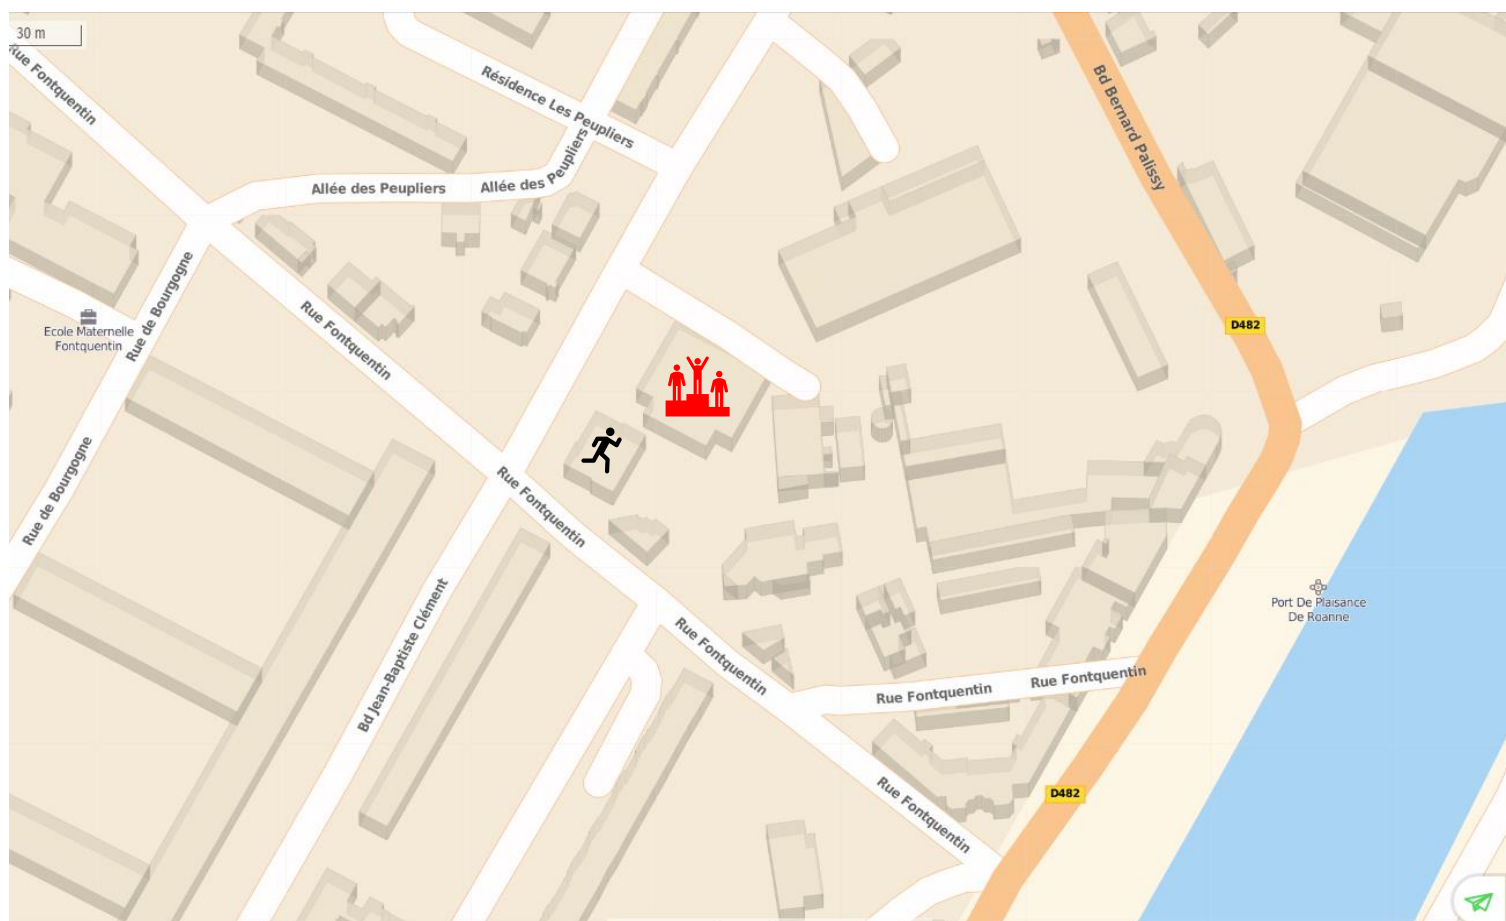 30 m
Rue Fontquentin
Résidence Les Peupliers
Bd Bernard Palissy
Allée des Peupliers
Allée des Peupliers
Rue de Bourgogne
Ecole Maternelle
Fontquentin
Rue Fontquentin
D482
Rue de Bourgogne
Rue Fontquentin
Bd Jean-Baptiste Clément
Port De Plaisance
De Roanne
Rue Fontquentin
Rue Fontquentin
Rue Fontquentin
D482
Rue Fontquentin